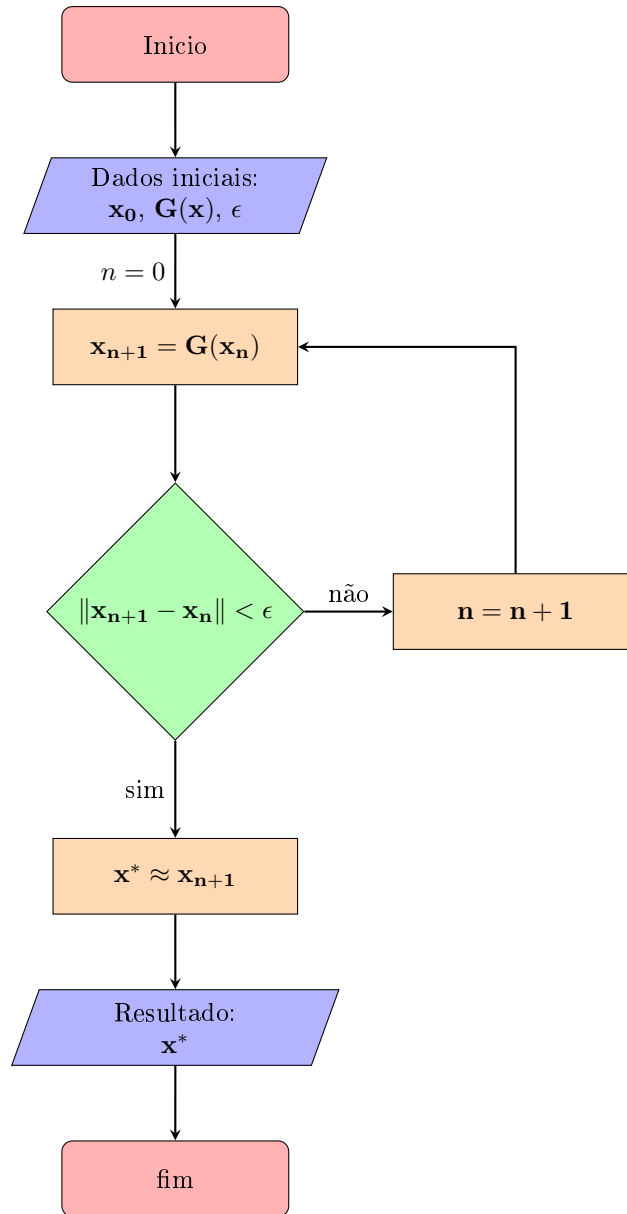 Inicio
Dados iniciais:
x₀, G(x), ϵ
n = 0
xₙ₊₁ = G(xₙ)
‖xₙ₊₁ − xₙ‖ < ϵ
não
n = n + 1
sim
x* ≈ xₙ₊₁
Resultado:
x*
fim